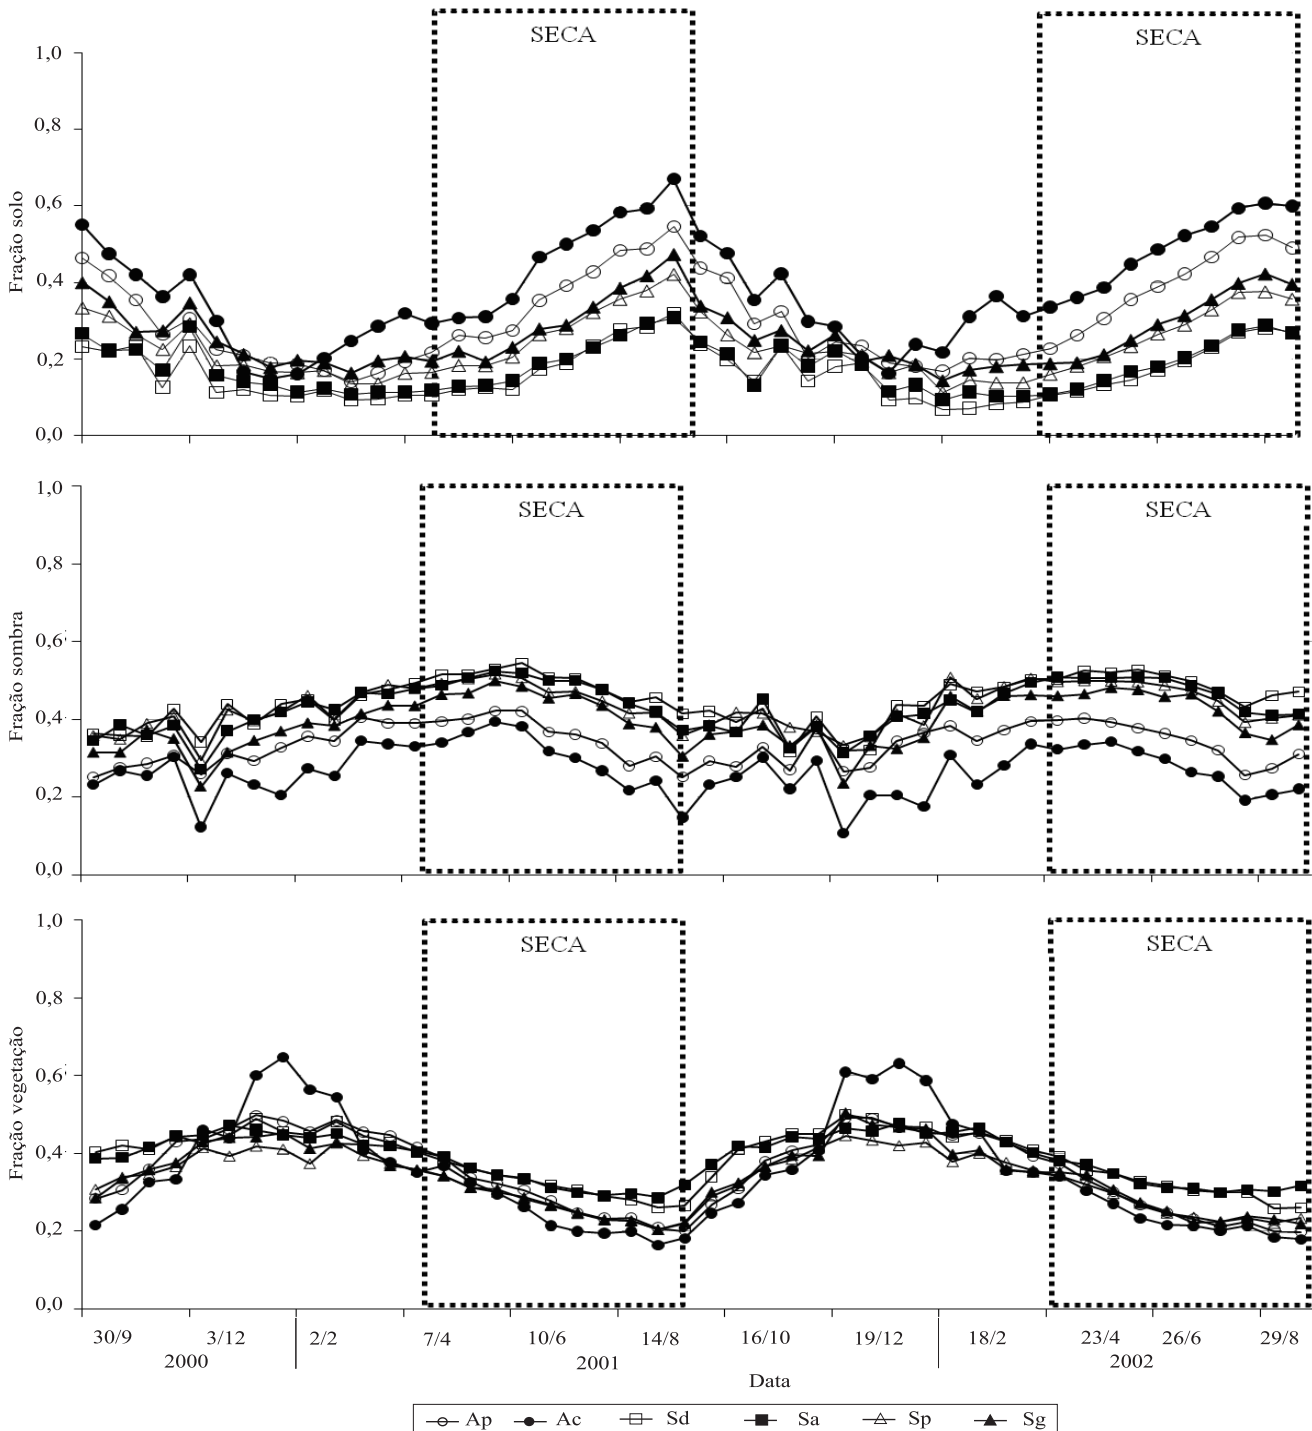 SECA SECA
1,0
0,8
0,6
0,4
0,2
0,0
Fração solo
SECA SECA
1,0
0,8
0,6
0,4
0,2
0,0
Fração sombra
SECA SECA
1,0
0,8
0,6
0,4
0,2
0,0
Fração vegetação
30/9 3/12 2/2 7/4 10/6 14/8 16/10 19/12 18/2 23/4 26/6 29/8
2000 2001 2002
Data
Ap Ac Sd Sa Sp Sg